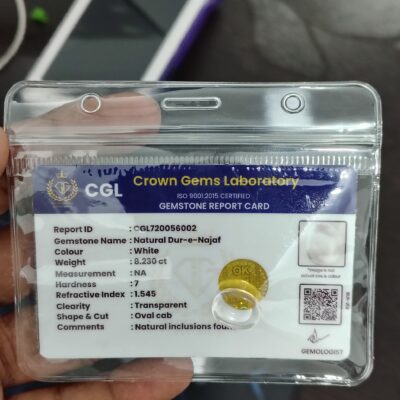 CGL
Crown Gems Laboratory
ISO 9001:2015 CERTIFIED
GEMSTONE REPORT CARD
Report ID : CGL720056002
Gemstone Name : Natural Dur-e-Najaf
Colour : White
Weight : 8.230 ct
Measurement : NA
Hardness : 7
Refractive Index : 1.545
Clearity : Transparent
Shape & Cut : Oval cab
Comments : Natural inclusions
GEMOLOGIST